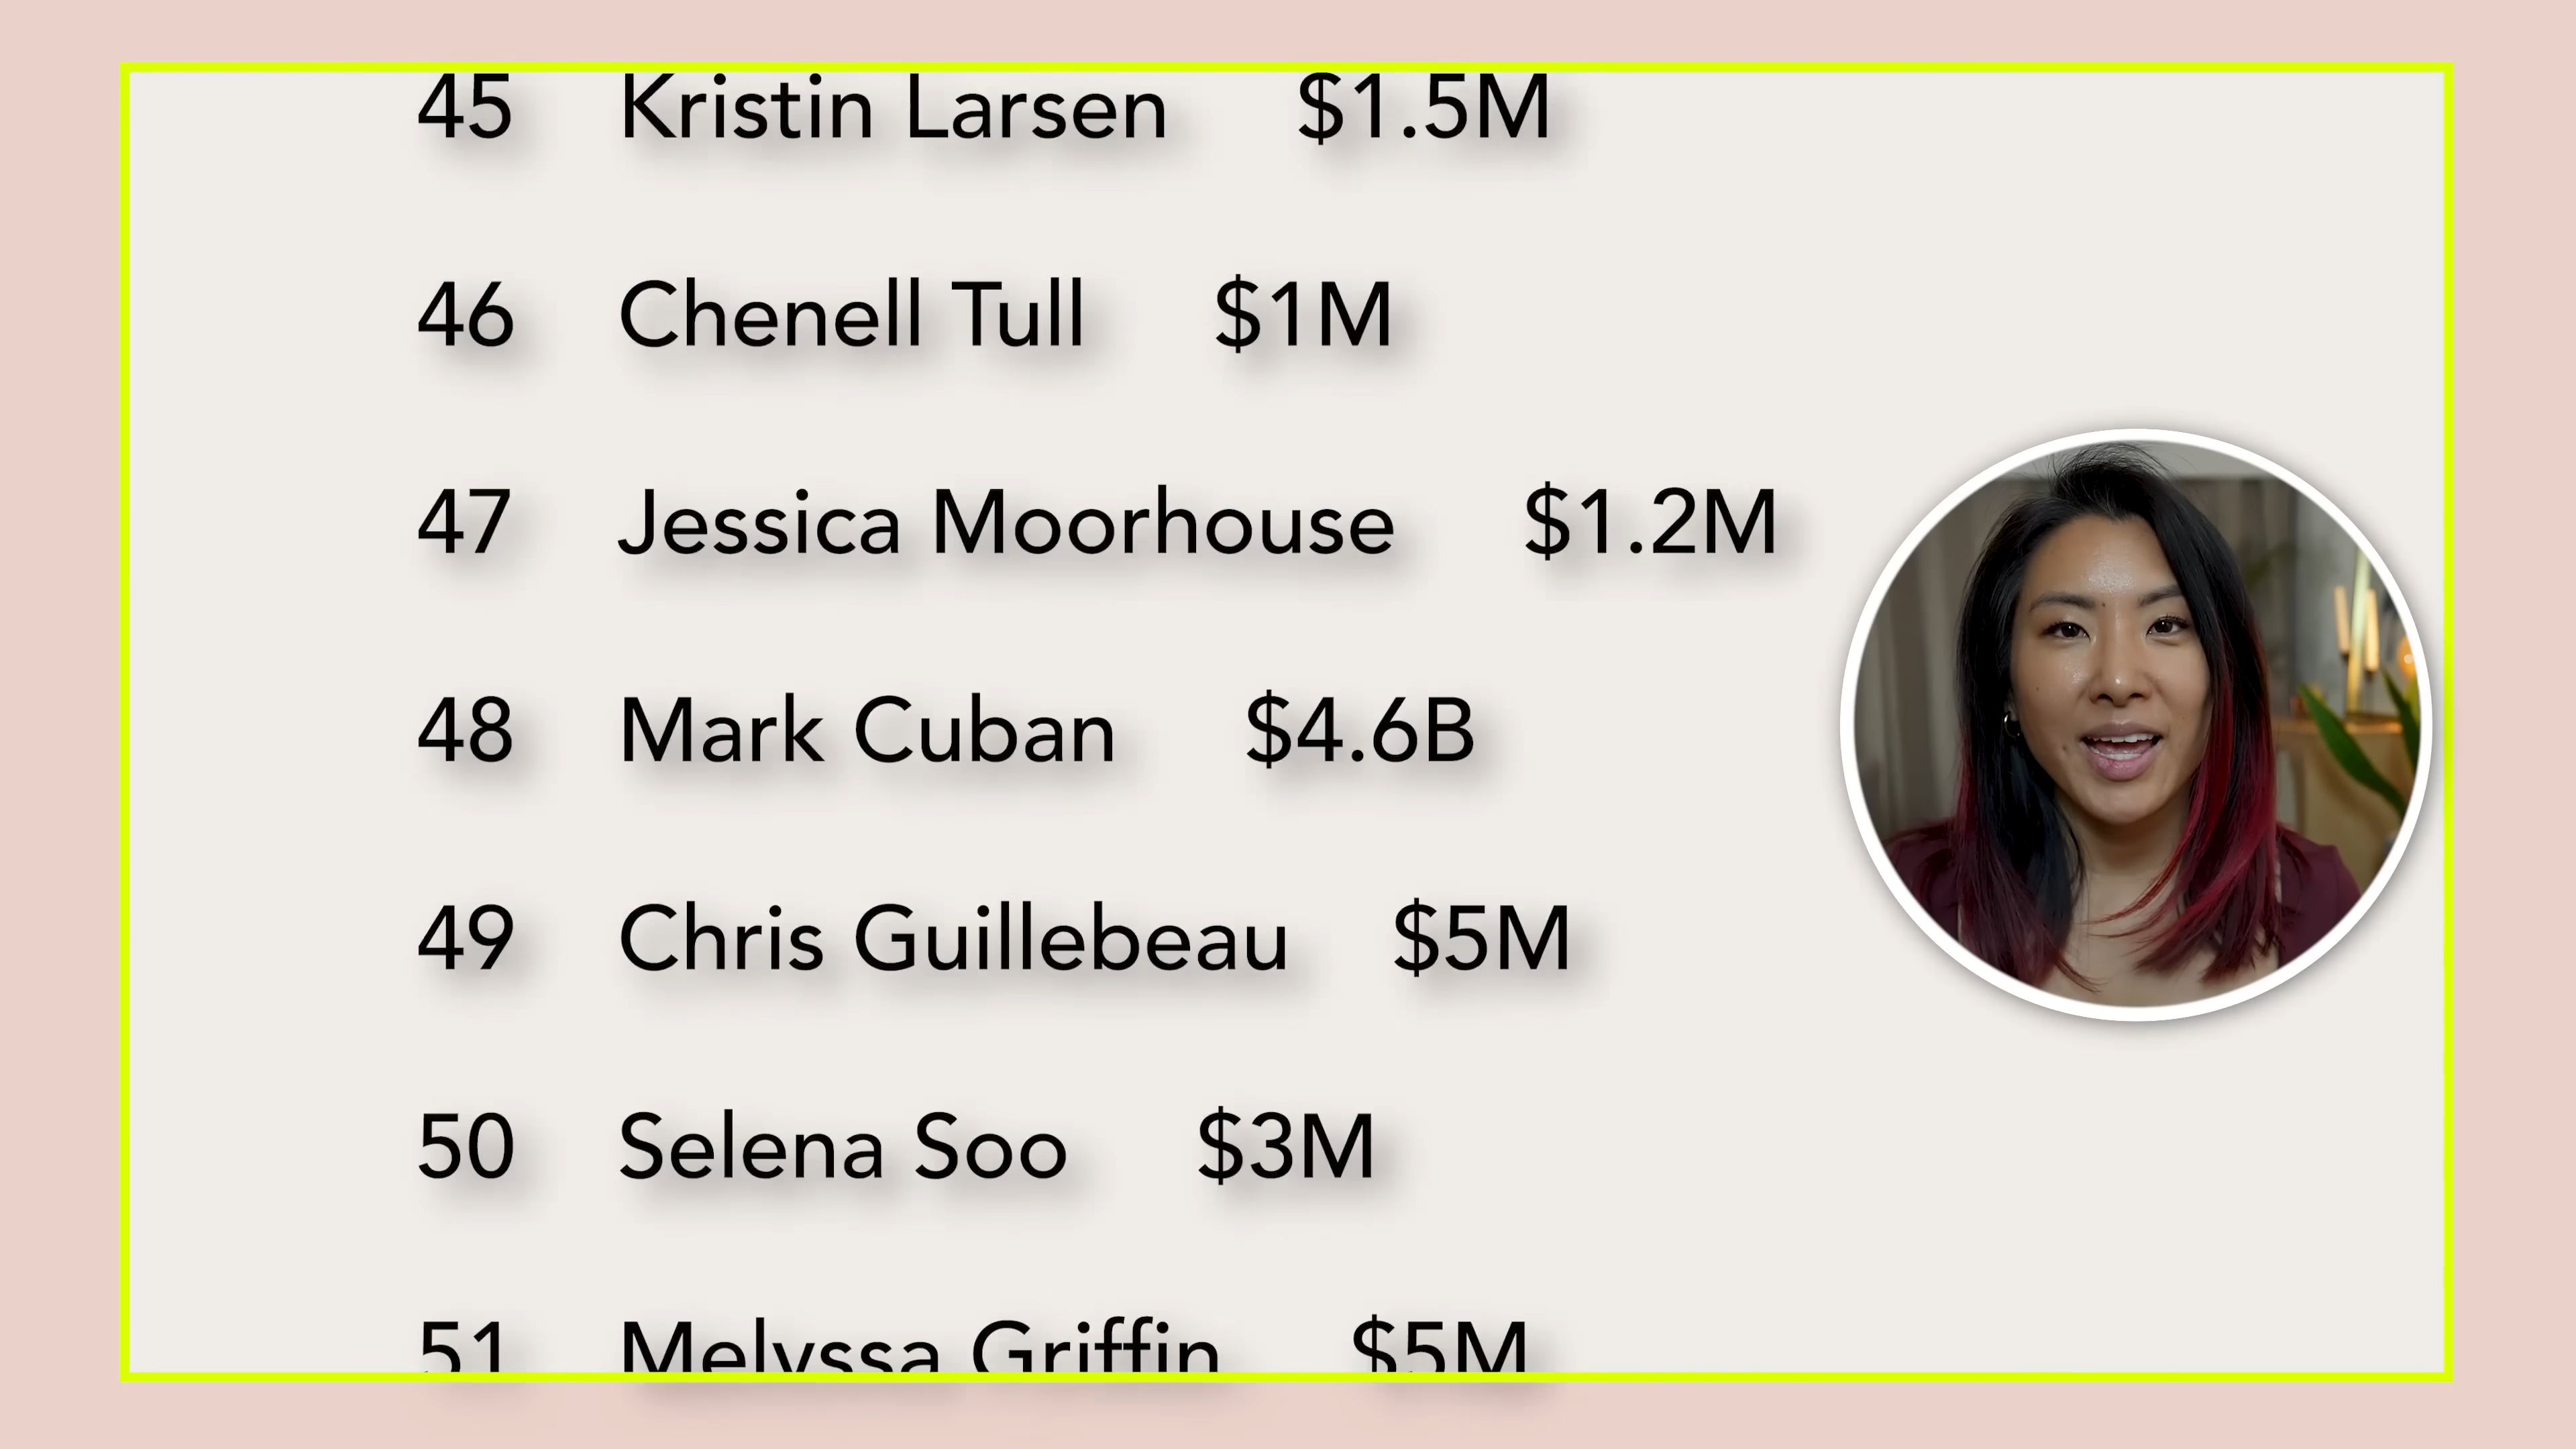 45 Kristin Larsen $1.5M
46 Chenell Tull $1M
47 Jessica Moorhouse $1.2M
48 Mark Cuban $4.6B
49 Chris Guillebeau $5M
50 Selena Soo $3M
51 Melyssa Griffin $5M